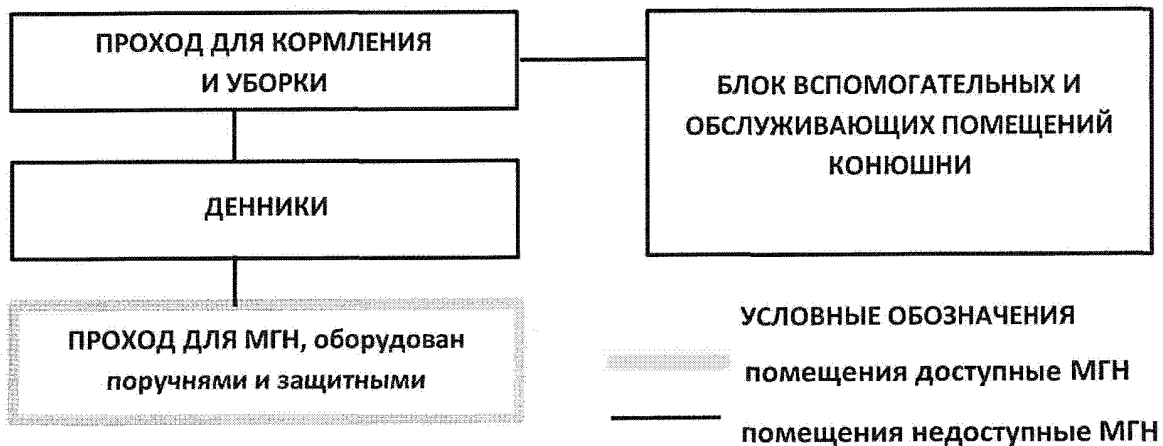 ПРОХОД ДЛЯ КОРМЛЕНИЯ
И УБОРКИ
БЛОК ВСПОМОГАТЕЛЬНЫХ И
ОБСЛУЖИВАЮЩИХ ПОМЕЩЕНИЙ
КОНЮШНИ
ДЕННИКИ
ПРОХОД ДЛЯ МГН, оборудован
поручнями и защитными
УСЛОВНЫЕ ОБОЗНАЧЕНИЯ
помещения доступные МГН
помещения недоступные МГН